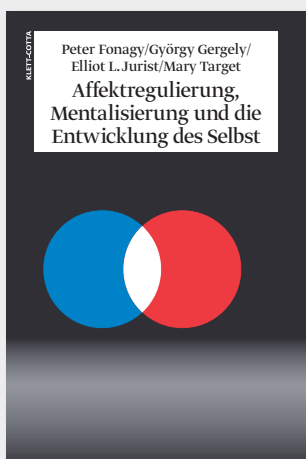 KLETT-COTTA
Peter Fonagy/György Gergely/
Elliot L. Jurist/Mary Target
Affektregulierung,
Mentalisierung und die
Entwicklung des Selbst